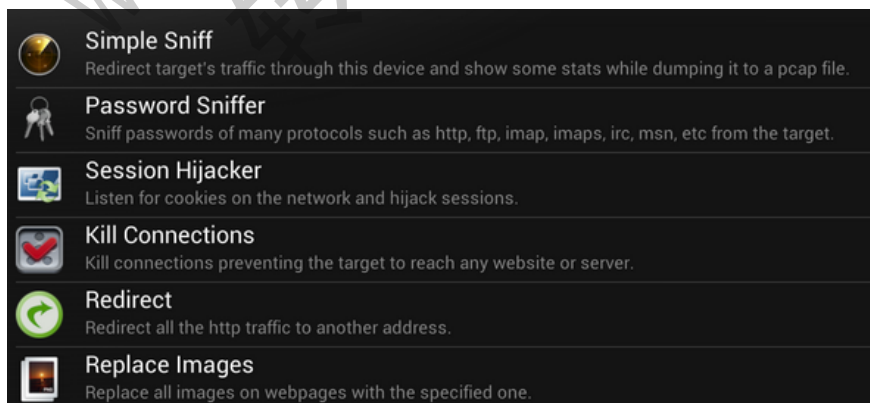 Simple Sniff
Redirect target's traffic through this device and show some stats while dumping it to a pcap file.
Password Sniffer
Sniff passwords of many protocols such as http, ftp, imap, imaps, irc, msn, etc from the target.
Session Hijacker
Listen for cookies on the network and hijack sessions.
Kill Connections
Kill connections preventing the target to reach any website or server.
Redirect
Redirect all the http traffic to another address.
Replace Images
Replace all images on webpages with the specified one.